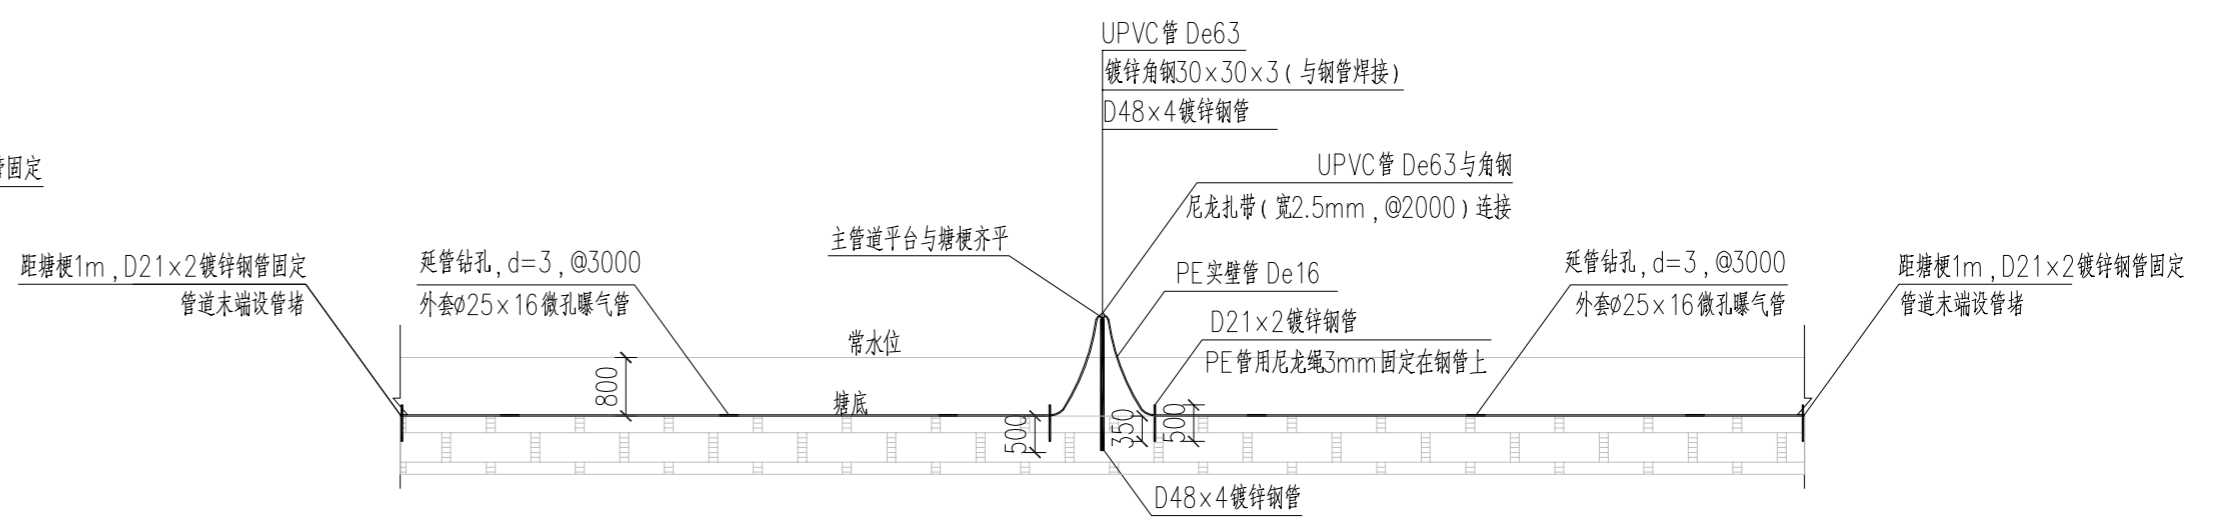 UPVC管 De63
镀锌角钢30×30×3(与钢管焊接)
D48×4镀锌钢管
管固定
UPVC管 De63与角钢
尼龙扎带(宽2.5mm,@2000)连接
主管道平台与塘梗齐平
距塘梗1m,D21×2镀锌钢管固定
管道末端设管堵
延管钻孔,d=3,@3000
外套ø25×16微孔曝气管
PE实壁管 De16
延管钻孔,d=3,@3000
外套ø25×16微孔曝气管
距塘梗1m,D21×2镀锌钢管固定
管道末端设管堵
D21×2镀锌钢管
PE管用尼龙绳3mm固定在钢管上
常水位
800
塘底
500
350
500
D48×4镀锌钢管